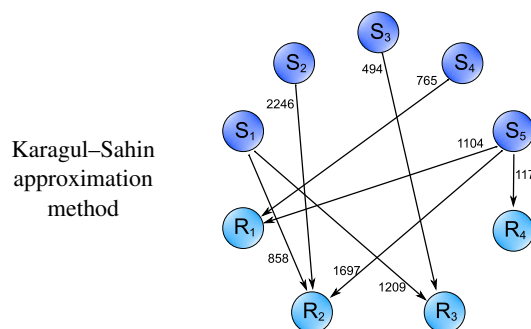 S3
S2
S4
494
765
2246
S1
S5
1104
Karagul–Sahin
approximation
method
117
R1
R4
858
1697
1209
R2
R3